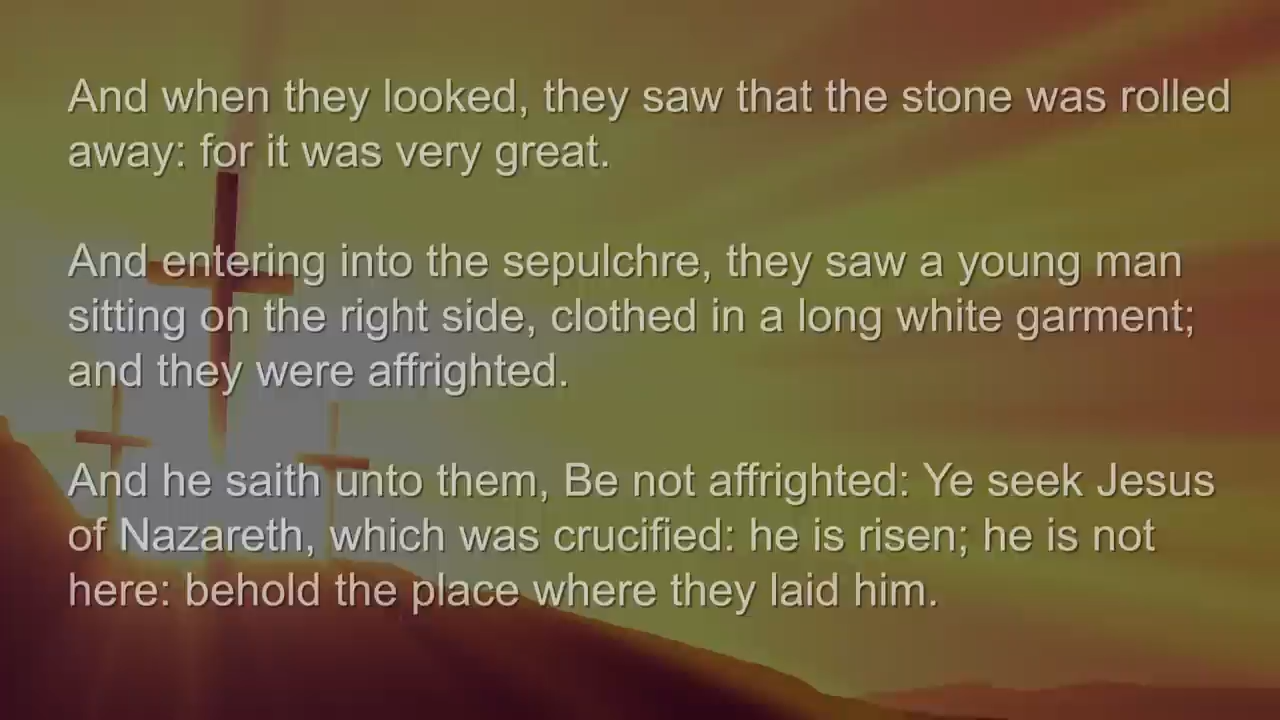 And when they looked, they saw that the stone was rolled
away: for it was very great.
And entering into the sepulchre, they saw a young man
sitting on the right side, clothed in a long white garment;
and they were affrighted.
And he saith unto them, Be not affrighted: Ye seek Jesus
of Nazareth, which was crucified: he is risen; he is not
here: behold the place where they laid him.